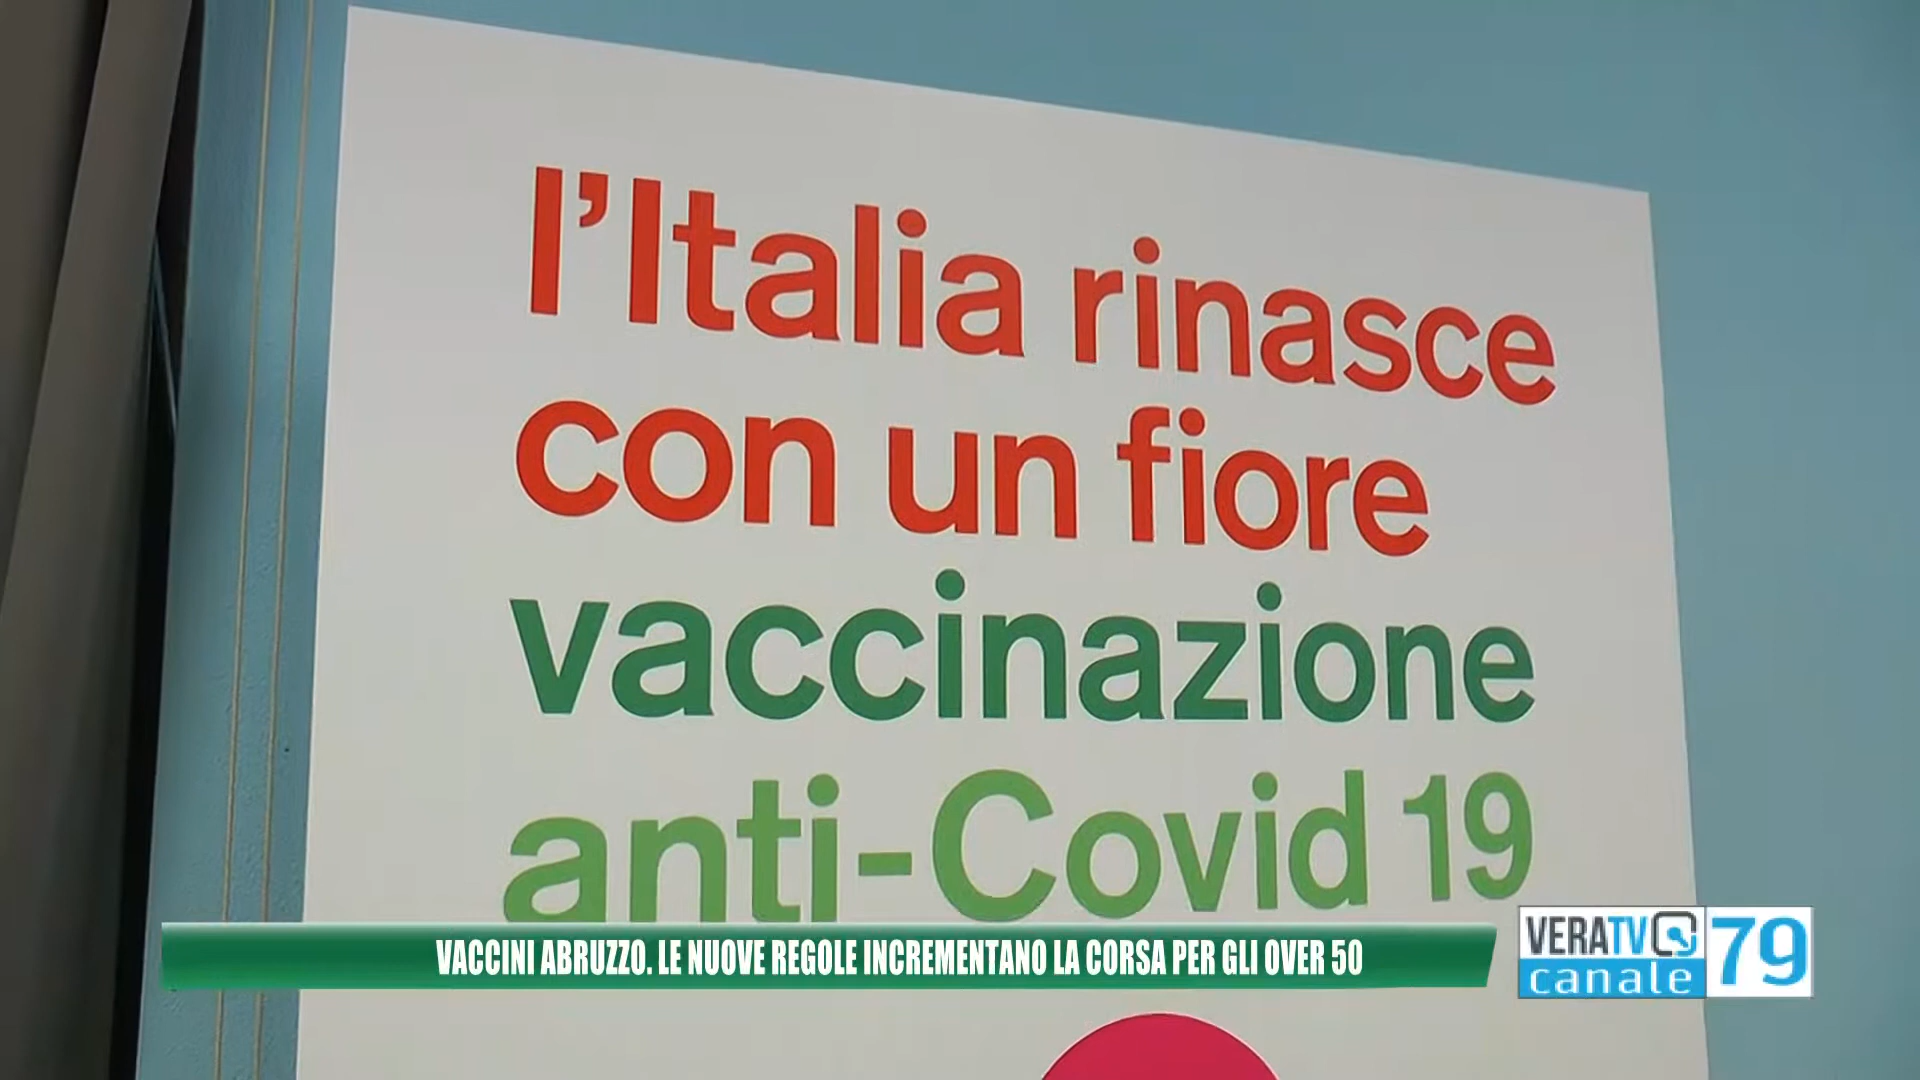 l'Italia rinasce
con un fiore
vaccinazione
anti-Covid 19
VACCINI ABRUZZO. LE NUOVE REGOLE INCREMENTANO LA CORSA PER GLI OVER 50
VERATV
canale
79